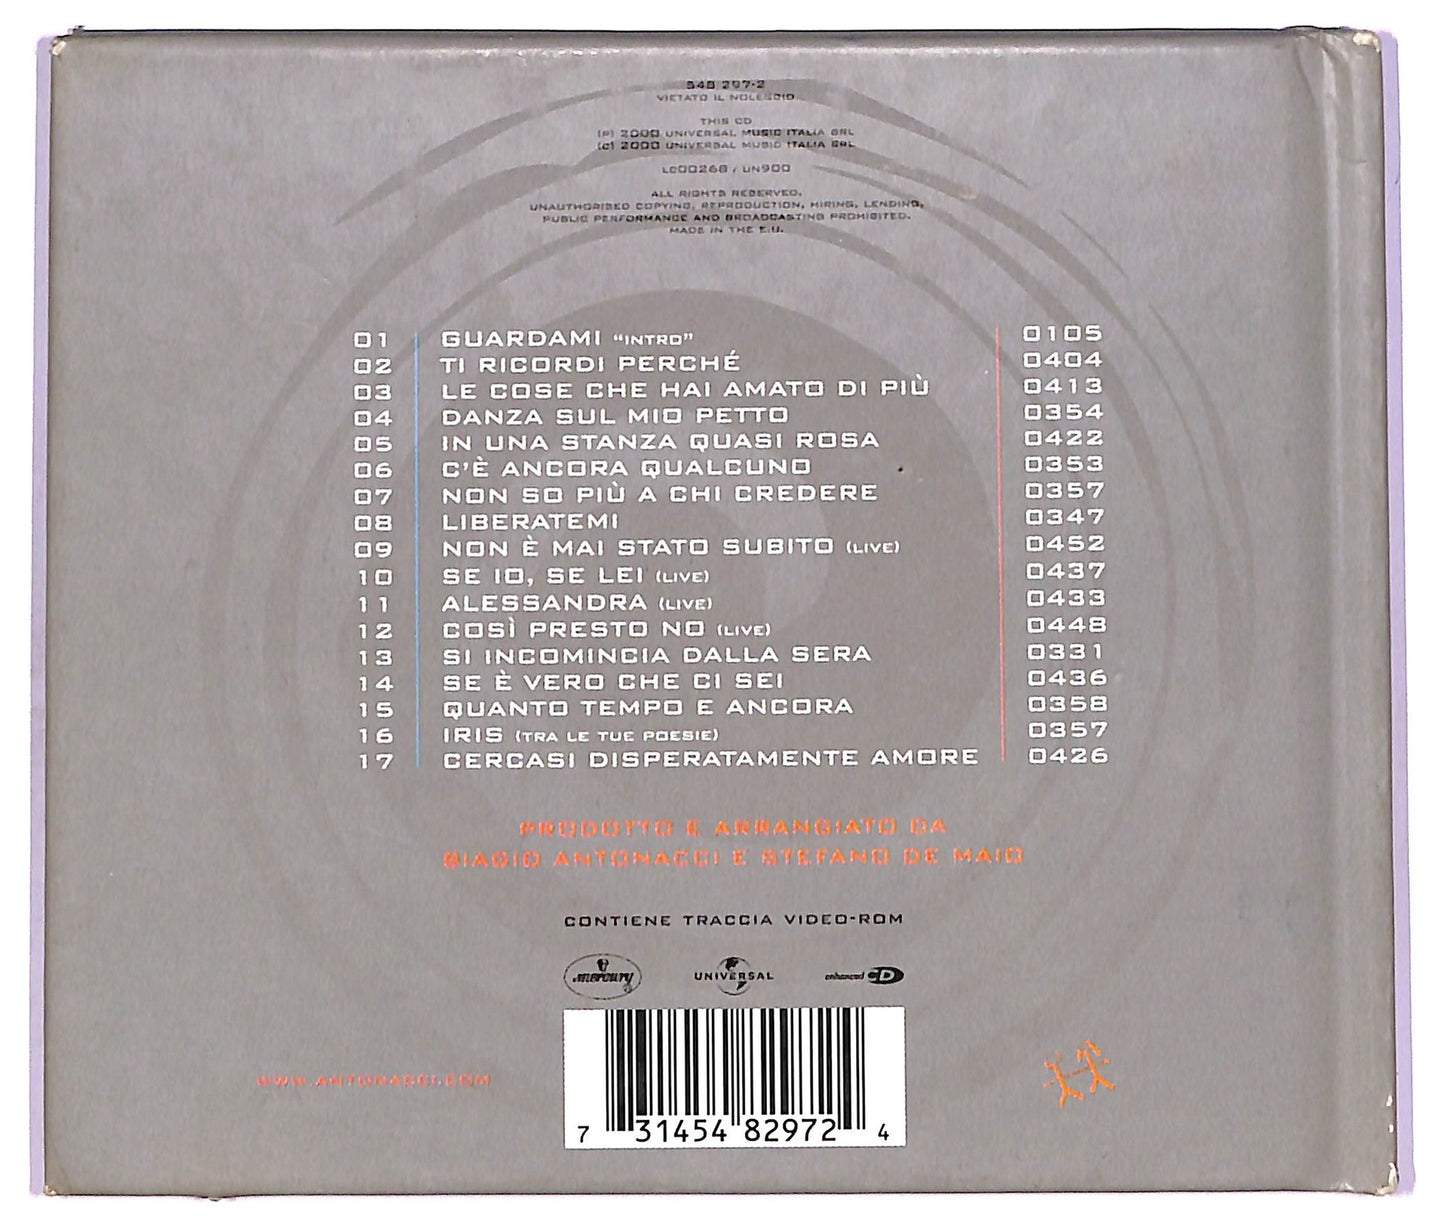 548 297-2
VIETATO IL NOLEGGIO
THIS CD
(P) 2000 UNIVERSAL MUSIC ITALIA SRL
(C) 2000 UNIVERSAL MUSIC ITALIA SRL
LC00268 / UN900
ALL RIGHTS RESERVED.
UNAUTHORISED COPYING, REPRODUCTION, HIRING, LENDING,
PUBLIC PERFORMANCE AND BROADCASTING PROHIBITED.
MADE IN THE E.U.
01 GUARDAMI "INTRO" 0105
02 TI RICORDI PERCHÉ 0404
03 LE COSE CHE HAI AMATO DI PIÙ 0413
04 DANZA SUL MIO PETTO 0354
05 IN UNA STANZA QUASI ROSA 0422
06 C'È ANCORA QUALCUNO 0353
07 NON SO PIÙ A CHI CREDERE 0357
08 LIBERATEMI 0347
09 NON È MAI STATO SUBITO (LIVE) 0452
10 SE IO, SE LEI (LIVE) 0437
11 ALESSANDRA (LIVE) 0433
12 COSÌ PRESTO NO (LIVE) 0448
13 SI INCOMINCIA DALLA SERA 0331
14 SE È VERO CHE CI SEI 0436
15 QUANTO TEMPO E ANCORA 0358
16 IRIS (TRA LE TUE POESIE) 0357
17 CERCASI DISPERATAMENTE AMORE 0426
PRODOTTO E ARRANGIATO DA
BIAGIO ANTONACCI E STEFANO DE MAIO
CONTIENE TRACCIA VIDEO-ROM
mercury UNIVERSAL enhanced CD
WWW.ANTONACCI.COM
7 31454 82972 4